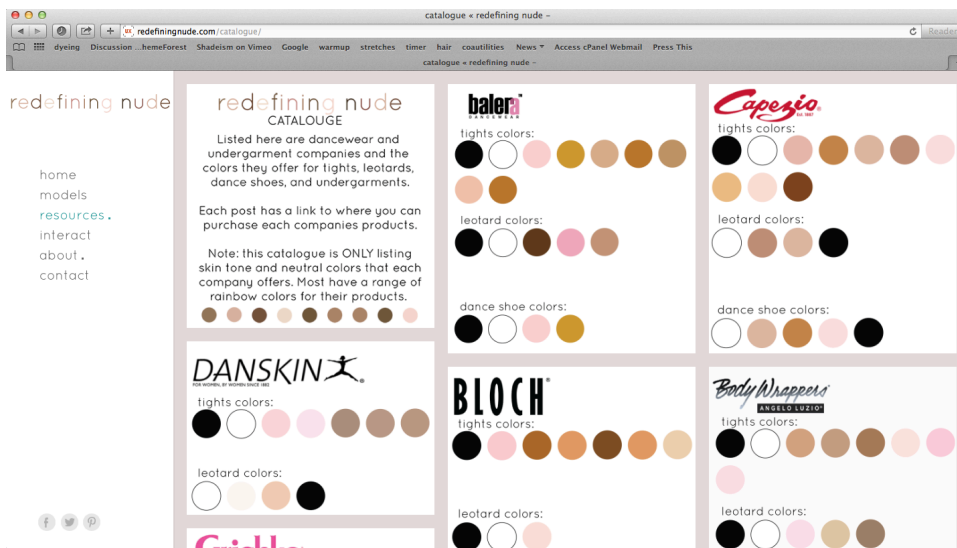 catalogue « redefining nude –
redefiningnude.com/catalogue/
Reader
dyeing Discussion ...hemeForest Shadeism on Vimeo Google warmup stretches timer hair coautilities News Access cPanel Webmail Press This
catalogue « redefining nude –
redefining nude
home
models
resources.
interact
about.
contact
redefining nude
CATALOUGE
Listed here are dancewear and
undergarment companies and the
colors they offer for tights, leotards,
dance shoes, and undergarments.
Each post has a link to where you can
purchase each companies products.
Note: this catalogue is ONLY listing
skin tone and neutral colors that each
company offers. Most have a range of
rainbow colors for their products.
DANSKIN
FOR WOMEN, BY WOMEN SINCE 1882
tights colors:
leotard colors:
balera™
DANCEWEAR
tights colors:
leotard colors:
dance shoe colors:
BLOCH®
tights colors:
leotard colors:
Capezio®
EST. 1887
tights colors:
leotard colors:
dance shoe colors:
Body Wrappers
ANGELO LUZIO®
tights colors:
leotard colors: